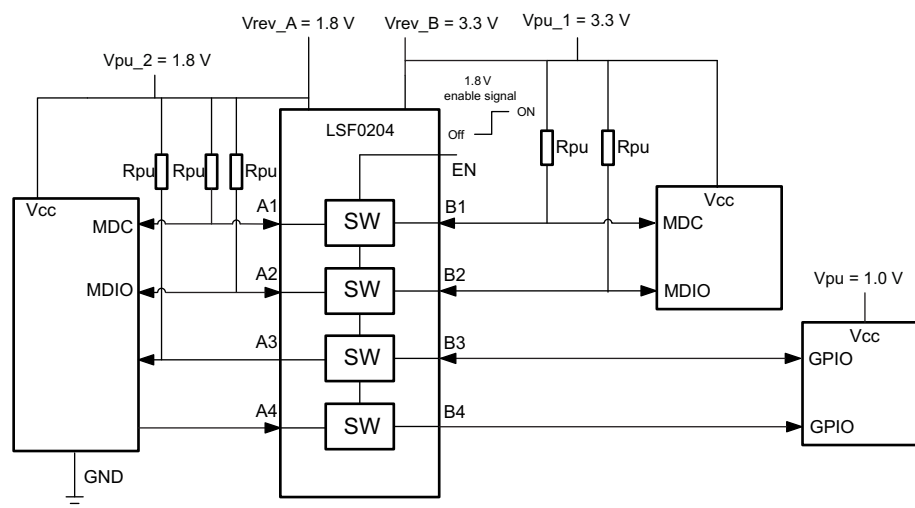 Vrev_A = 1.8 V
Vrev_B = 3.3 V
Vpu_1 = 3.3 V
Vpu_2 = 1.8 V
1.8 V
enable signal
ON
Off
LSF0204
EN
Rpu
Rpu
Rpu
Rpu
Rpu
Vcc
MDC
A1
SW
B1
Vcc
MDC
MDIO
A2
SW
B2
MDIO
Vpu = 1.0 V
A3
SW
B3
Vcc
GPIO
A4
SW
B4
GPIO
GND